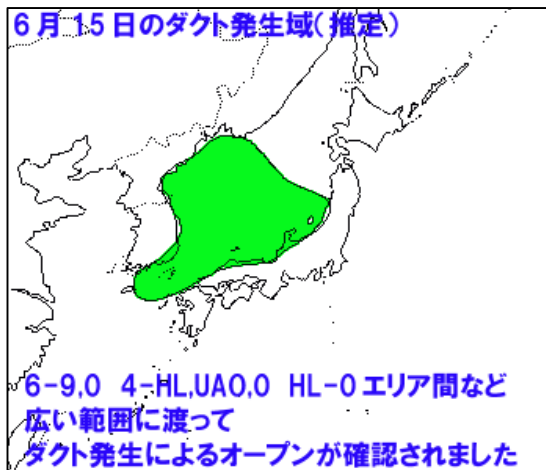 6月15日のダクト発生域(推定)
6-9,0 4-HL,UA0,0 HL-0エリア間など
広い範囲に渡って
ダクト発生によるオープンが確認されました